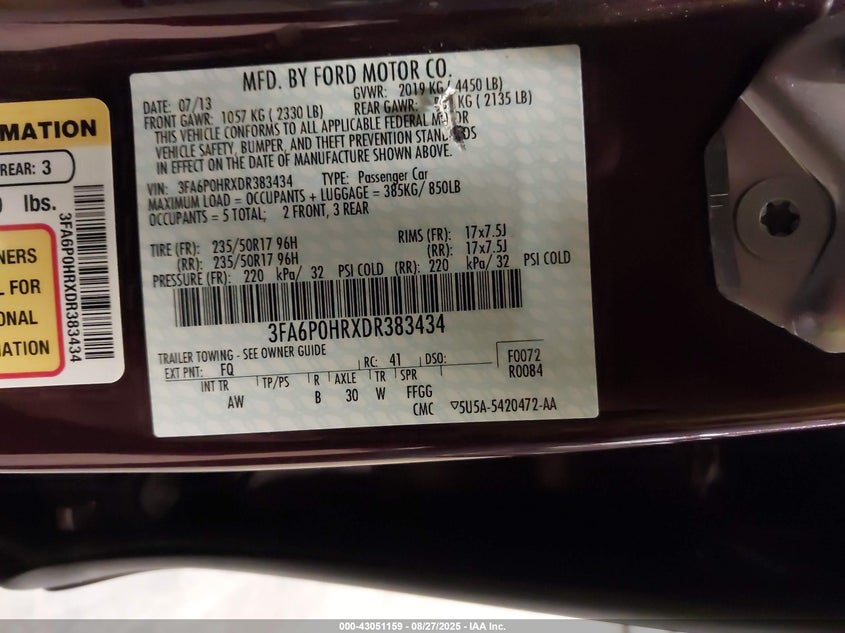 MATION
REAR: 3
lbs.
NERS
L FOR
ONAL
MATION
3FA6P0HRXDR383434
MFD. BY FORD MOTOR CO.
DATE: 07/13 GVWR: 2019 KG (4450 LB)
FRONT GAWR: 1057 KG (2330 LB) REAR GAWR: KG (2135 LB)
THIS VEHICLE CONFORMS TO ALL APPLICABLE FEDERAL
VEHICLE SAFETY, BUMPER, AND THEFT PREVENTION
IN EFFECT ON THE DATE OF MANUFACTURE SHOWN ABOVE.
VIN: 3FA6P0HRXDR383434 TYPE: Passenger Car
MAXIMUM LOAD = OCCUPANTS + LUGGAGE = 385KG/ 850LB
OCCUPANTS = 5 TOTAL; 2 FRONT, 3 REAR
TIRE (FR): 235/50R17 96H RIMS (FR): 17x7.5J
(RR): 235/50R17 96H (RR): 17x7.5J
PRESSURE (FR): 220 kPa/ 32 PSI COLD (RR): 220 kPa/ 32 PSI COLD
3FA6P0HRXDR383434
TRAILER TOWING - SEE OWNER GUIDE
EXT PNT: FQ RC: 41 DSO: F0072
R0084
INT TR TP/PS R AXLE TR SPR
AW B 30 W FFGG
CMC ▽5U5A-5420472-AA
000-43051159 - 08/27/2025 - IAA Inc.